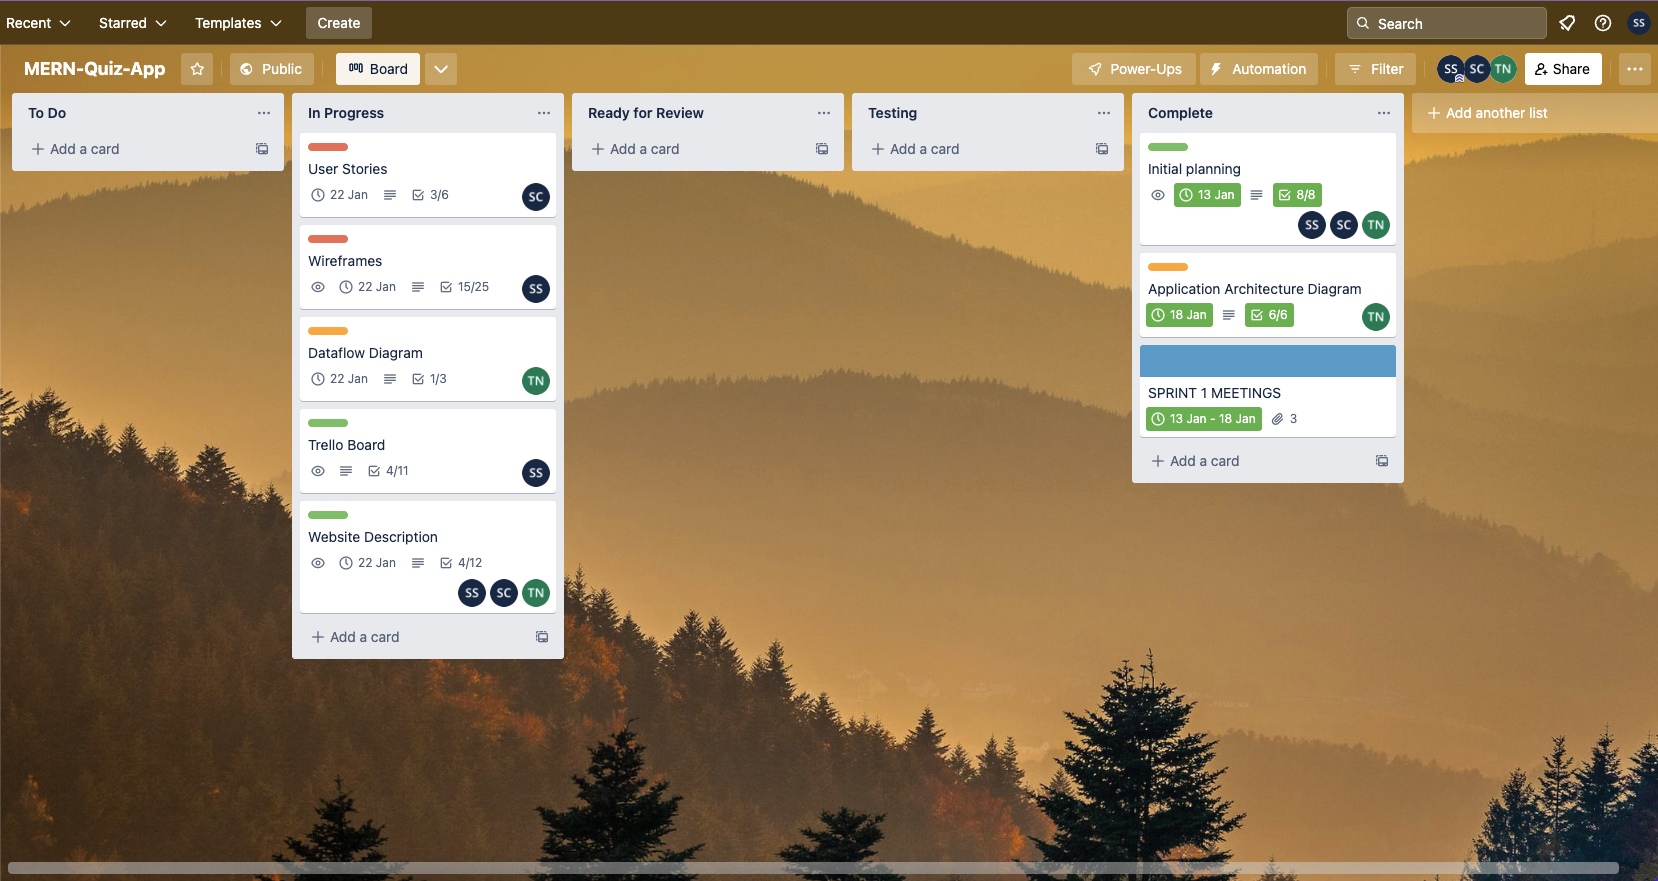 Recent Starred Templates Create Search SS
MERN-Quiz-App Public Board Power-Ups Automation Filter SS SC TN Share
To Do
Add a card
In Progress
User Stories
22 Jan 3/6 SC
Wireframes
22 Jan 15/25 SS
Dataflow Diagram
22 Jan 1/3 TN
Trello Board
4/11 SS
Website Description
22 Jan 4/12
SS SC TN
Add a card
Ready for Review
Add a card
Testing
Add a card
Complete
Initial planning
13 Jan 8/8
SS SC TN
Application Architecture Diagram
18 Jan 6/6 TN
SPRINT 1 MEETINGS
13 Jan - 18 Jan 3
Add a card
Add another list